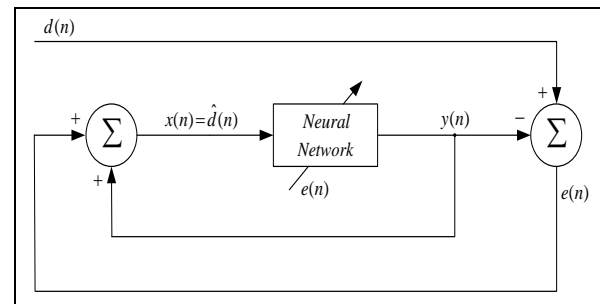 d(n)
+
+
x(n)=d̂(n)
Neural
Network
y(n)
−
Σ
Σ
+
e(n)
e(n)